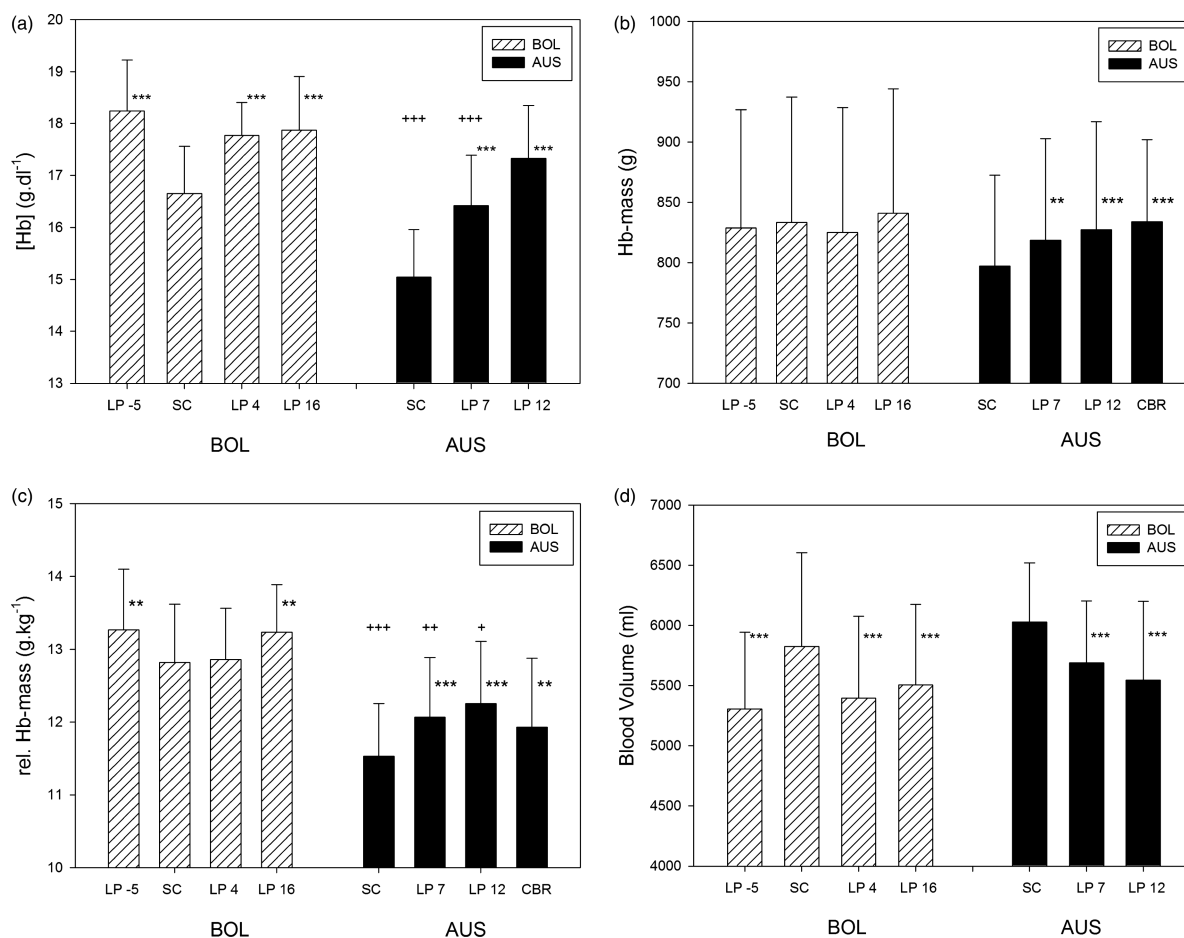 (a)
[Hb] (g.dl-1)
20
19
18
17
16
15
14
13
BOL
AUS
*** *** *** +++ +++ *** ***
LP -5 SC LP 4 LP 16 SC LP 7 LP 12
BOL AUS
(b)
Hb-mass (g)
1000
950
900
850
800
750
700
BOL
AUS
** *** ***
LP -5 SC LP 4 LP 16 SC LP 7 LP 12 CBR
BOL AUS
(c)
rel. Hb-mass (g.kg-1)
15
14
13
12
11
10
BOL
AUS
** ** +++ ++ + *** *** **
LP -5 SC LP 4 LP 16 SC LP 7 LP 12 CBR
BOL AUS
(d)
Blood Volume (ml)
7000
6500
6000
5500
5000
4500
4000
BOL
AUS
*** *** *** *** ***
LP -5 SC LP 4 LP 16 SC LP 7 LP 12
BOL AUS